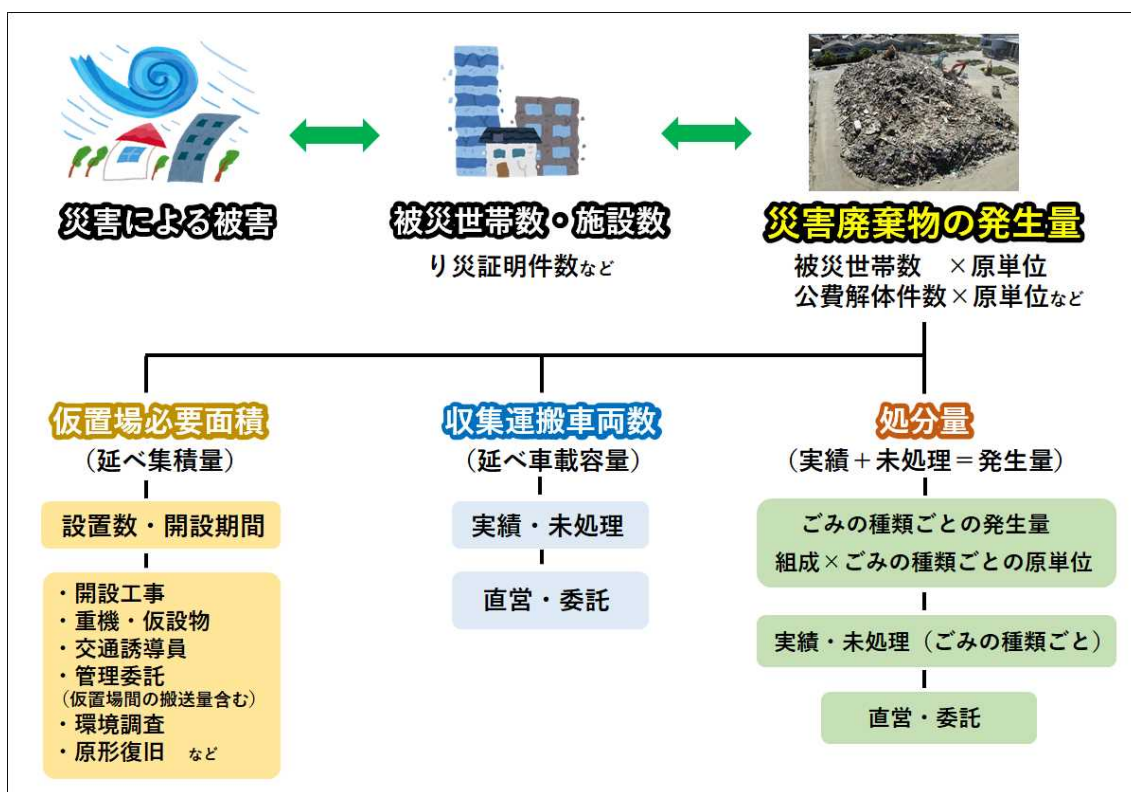 災害による被害
被災世帯数・施設数
り災証明件数など
災害廃棄物の発生量
被災世帯数　×原単位
公費解体件数×原単位など
仮置場必要面積
（延べ集積量）
設置数・開設期間
・開設工事
・重機・仮設物
・交通誘導員
・管理委託
（仮置場間の搬送量含む）
・環境調査
・原形復旧　など
収集運搬車両数
（延べ車載容量）
実績・未処理
直営・委託
処分量
（実績＋未処理＝発生量）
ごみの種類ごとの発生量
組成×ごみの種類ごとの原単位
実績・未処理（ごみの種類ごと）
直営・委託